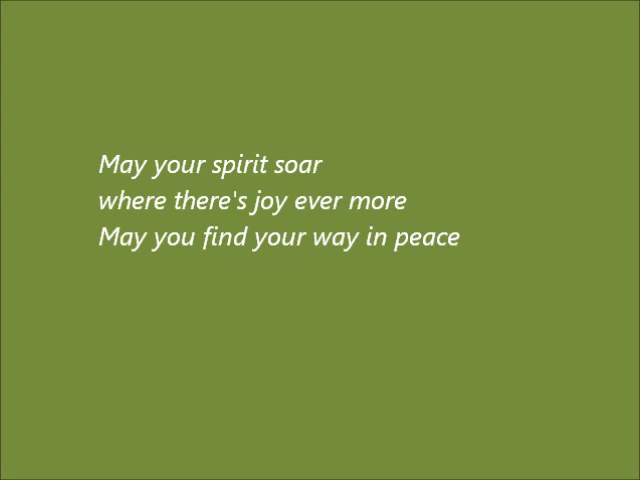 May your spirit soar
where there's joy ever more
May you find your way in peace